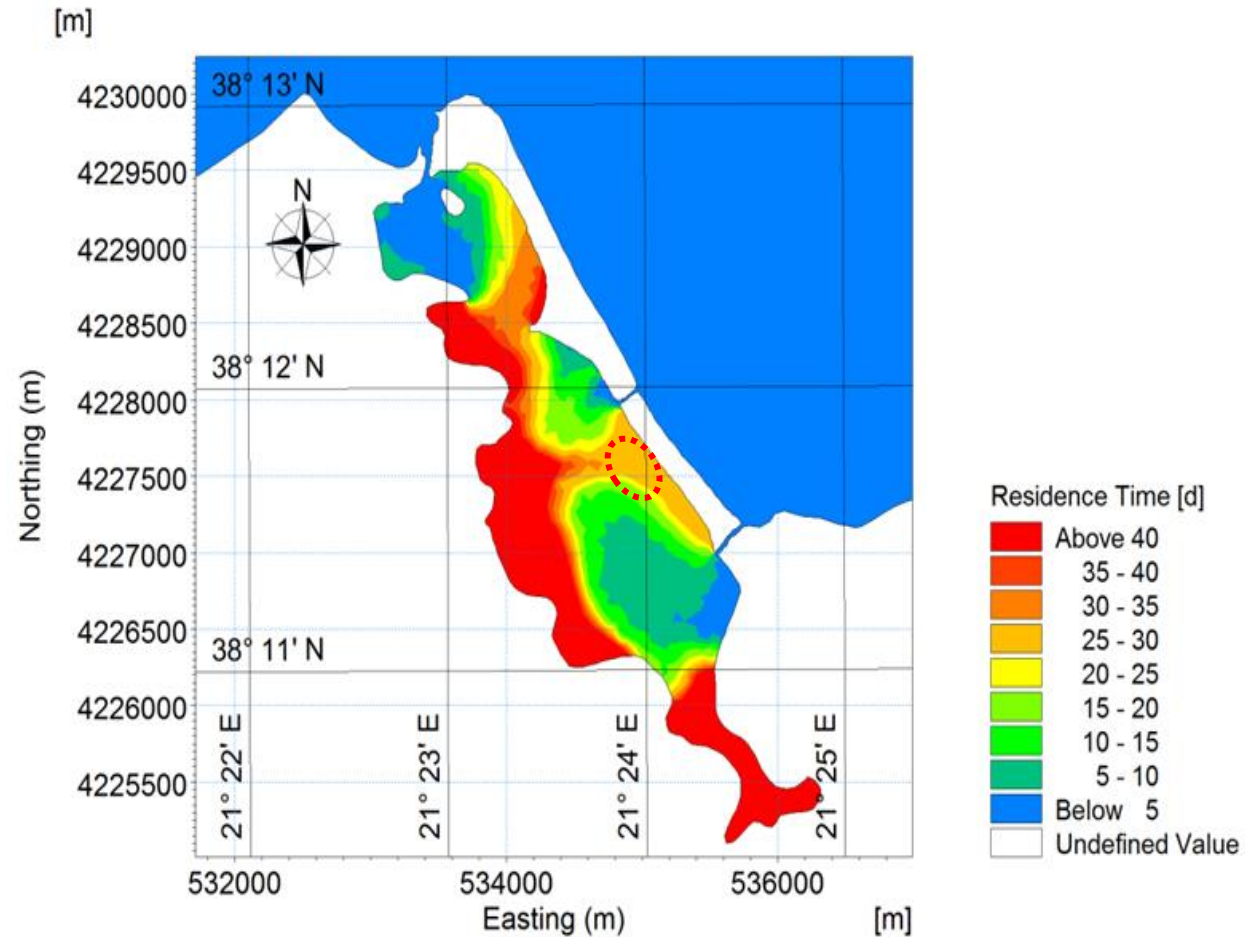 [m]
38° 13' N
4230000
4229500
N
4229000
4228500
38° 12' N
4228000
4227500
4227000
4226500
38° 11' N
4226000
4225500
Northing (m)
21° 22' E
21° 23' E
21° 24' E
21° 25' E
532000
534000
536000
Easting (m)
[m]
Residence Time [d]
Above 40
35 - 40
30 - 35
25 - 30
20 - 25
15 - 20
10 - 15
5 - 10
Below 5
Undefined Value